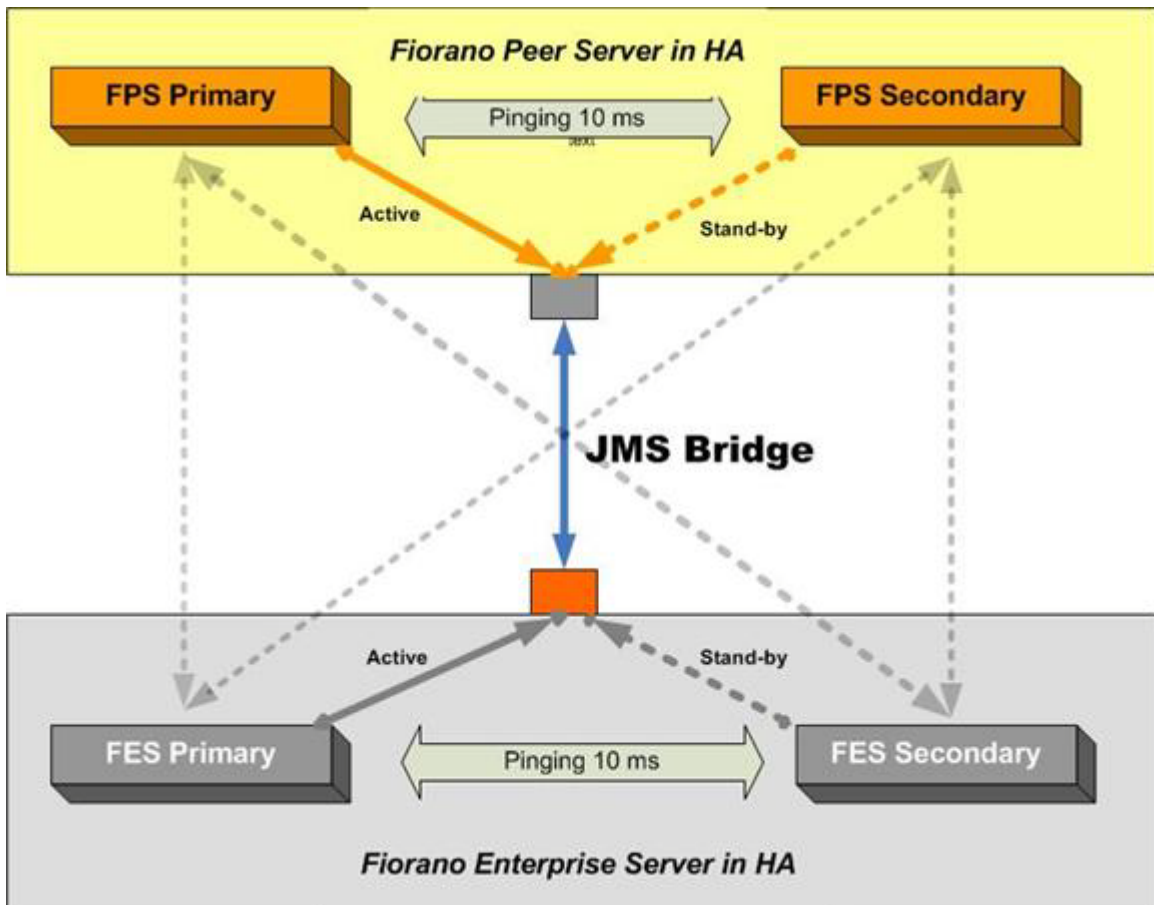 Fiorano Peer Server in HA
FPS Primary
FPS Secondary
Pinging 10 ms
Active
Stand-by
JMS Bridge
Active
Stand-by
FES Primary
FES Secondary
Pinging 10 ms
Fiorano Enterprise Server in HA